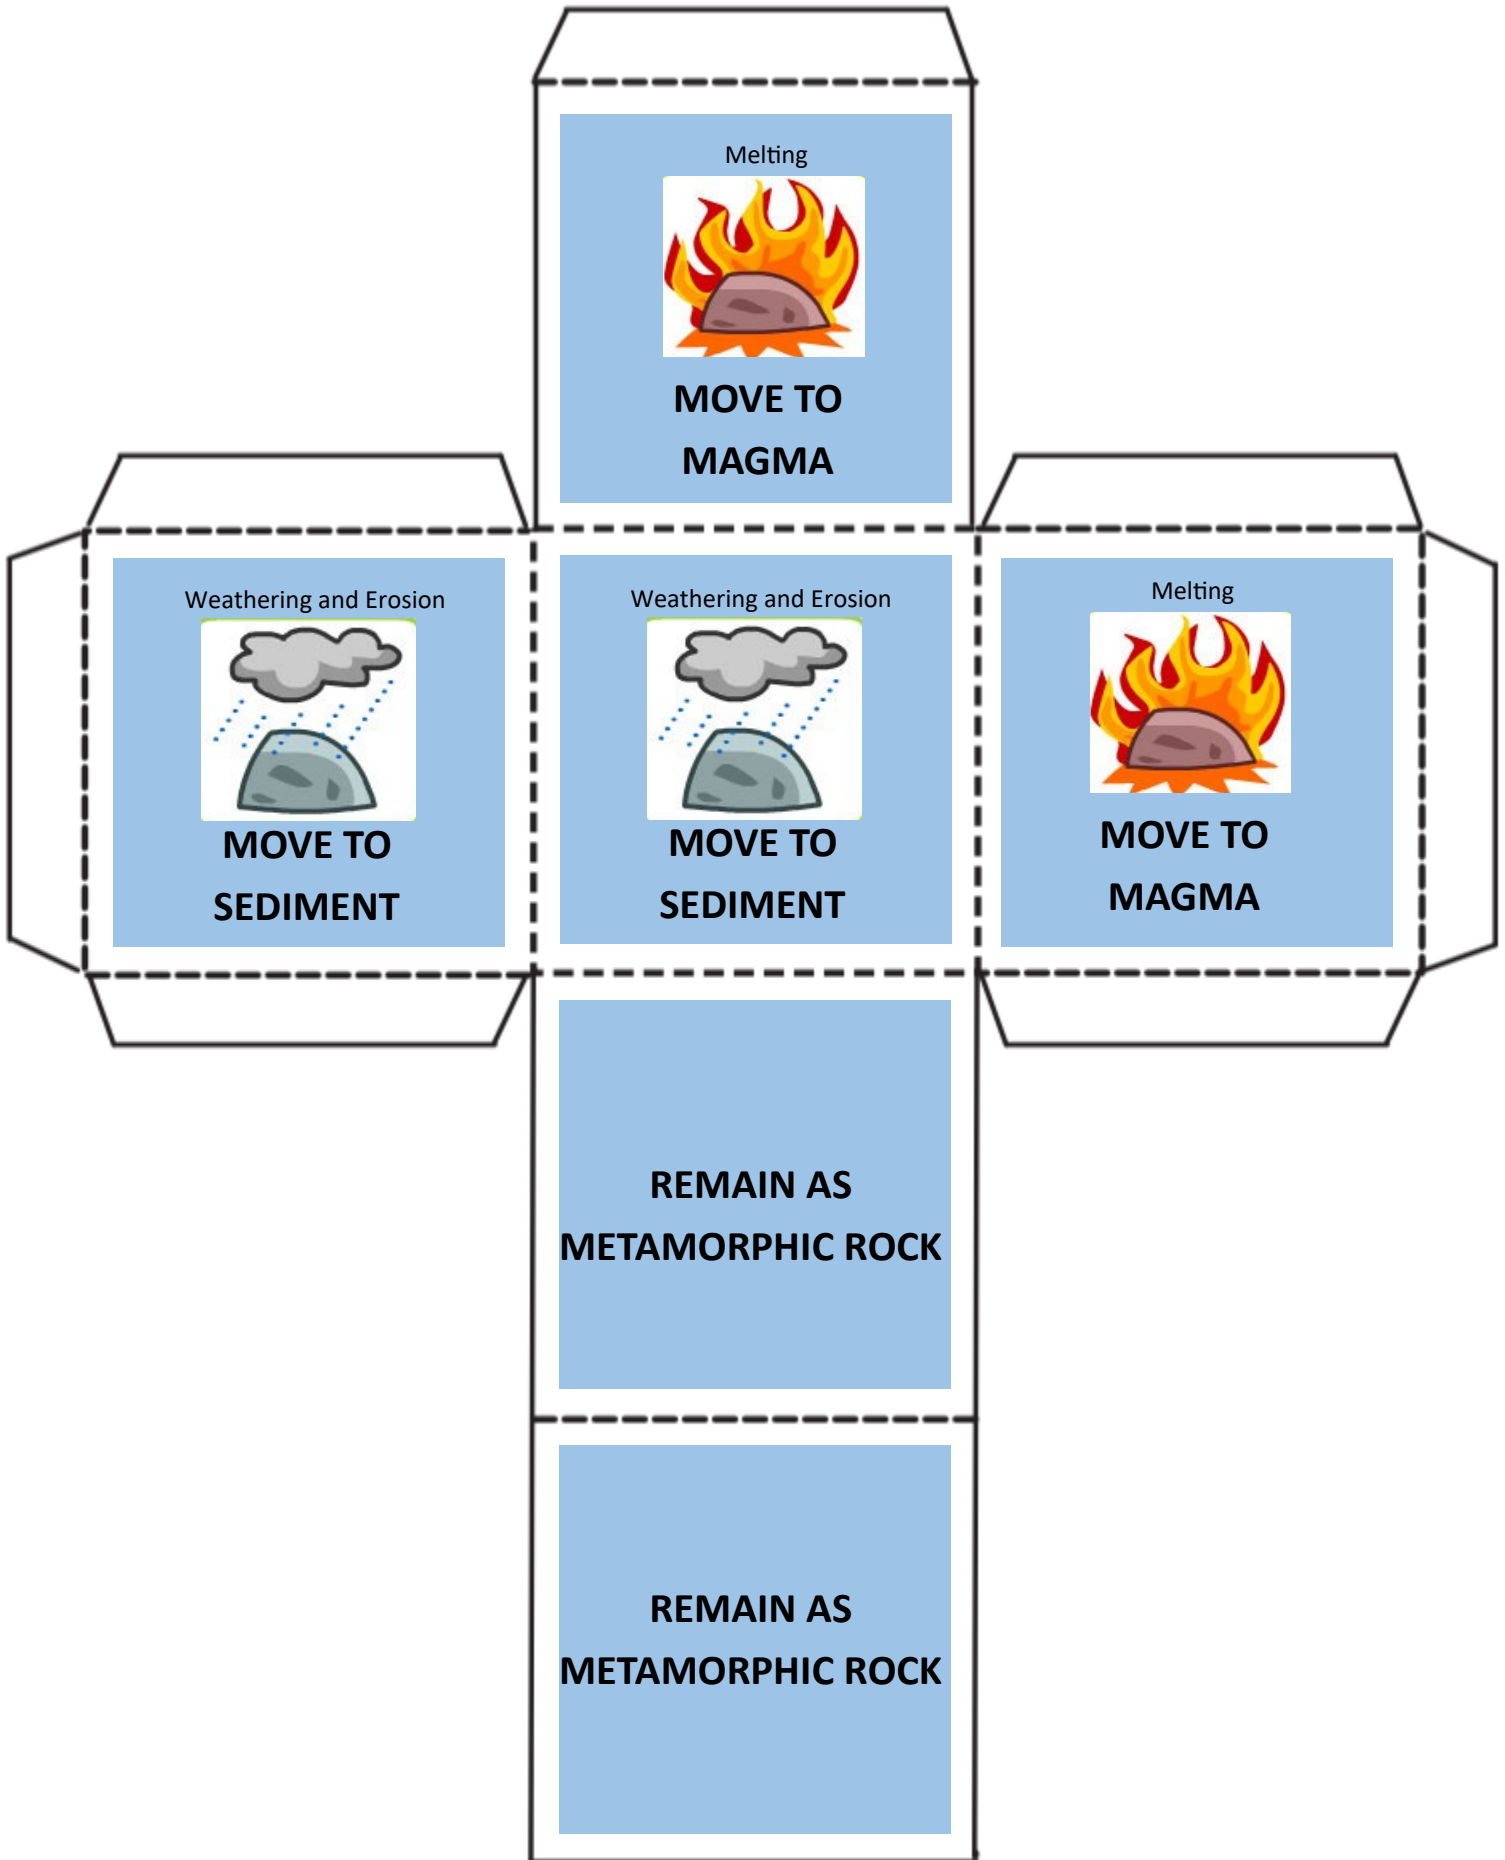 Melting
MOVE TO
MAGMA
Weathering and Erosion
MOVE TO
SEDIMENT
Weathering and Erosion
MOVE TO
SEDIMENT
Melting
MOVE TO
MAGMA
REMAIN AS
METAMORPHIC ROCK
REMAIN AS
METAMORPHIC ROCK